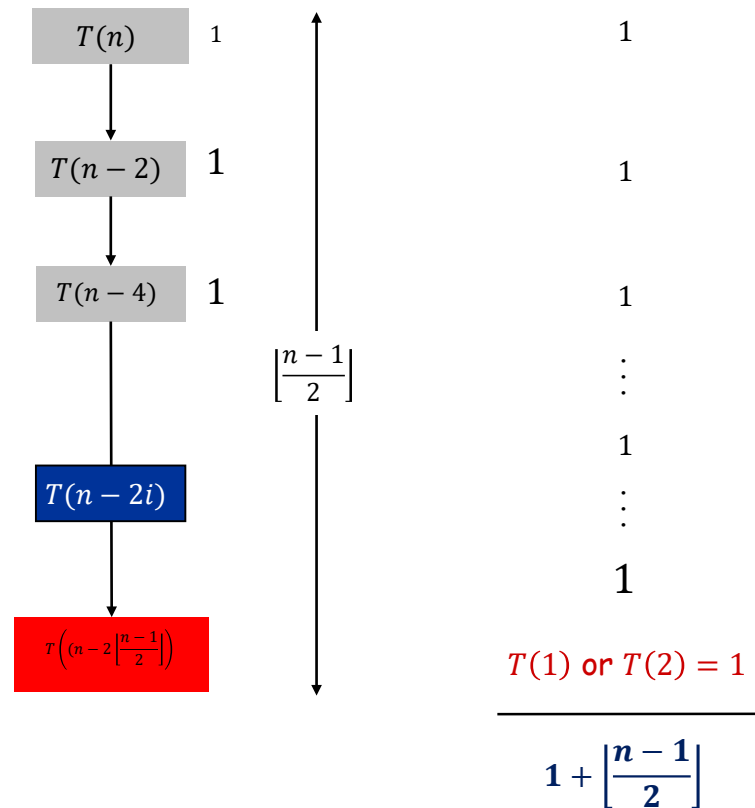 T(n) 1 1
T(n − 2) 1 1
T(n − 4) 1 1
⌊(n − 1)/2⌋
⋮
1
T(n − 2i) ⋮
1
T((n − 2⌊(n − 1)/2⌋)
T(1) or T(2) = 1
1 + ⌊(n − 1)/2⌋